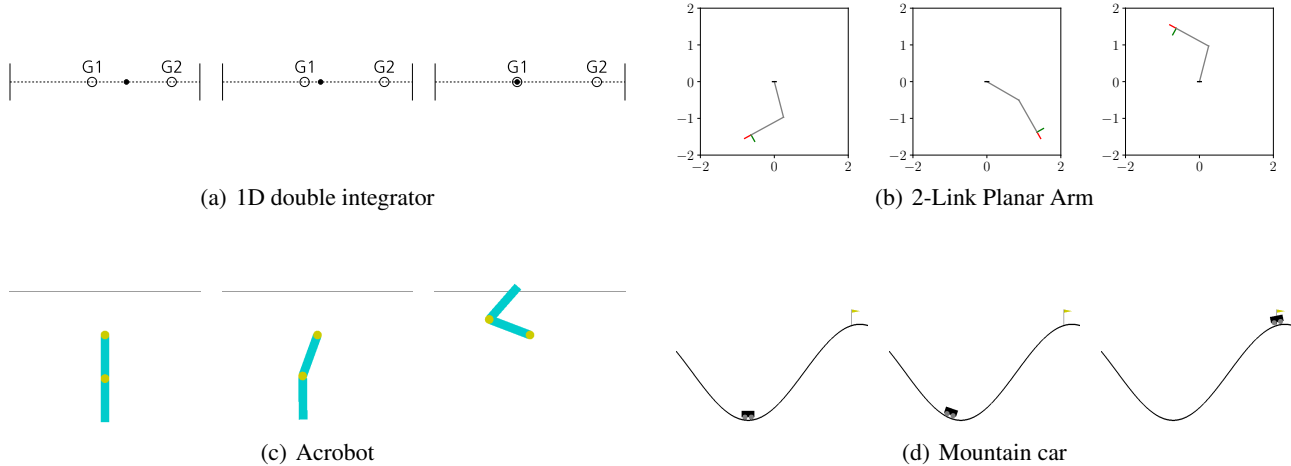 G1 G2 G1 G2 G1 G2
(a) 1D double integrator
2
1
0
−1
−2
−2 0 2
2
1
0
−1
−2
−2 0 2
2
1
0
−1
−2
−2 0 2
(b) 2-Link Planar Arm
(c) Acrobot
(d) Mountain car